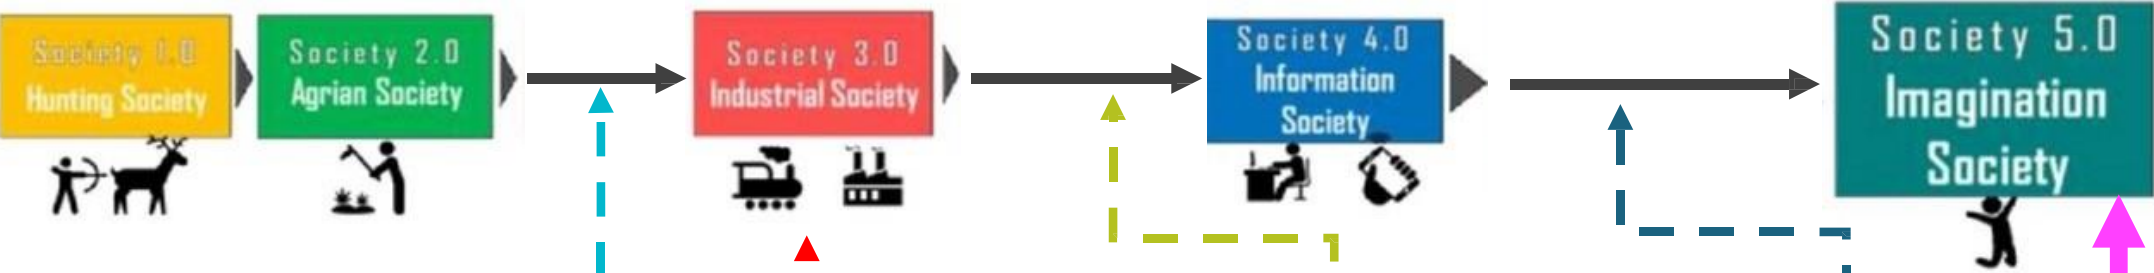 Society 1.0
Hunting Society
Society 2.0
Agrian Society
Society 3.0
Industrial Society
Society 4.0
Information
Society
Society 5.0
Imagination
Society